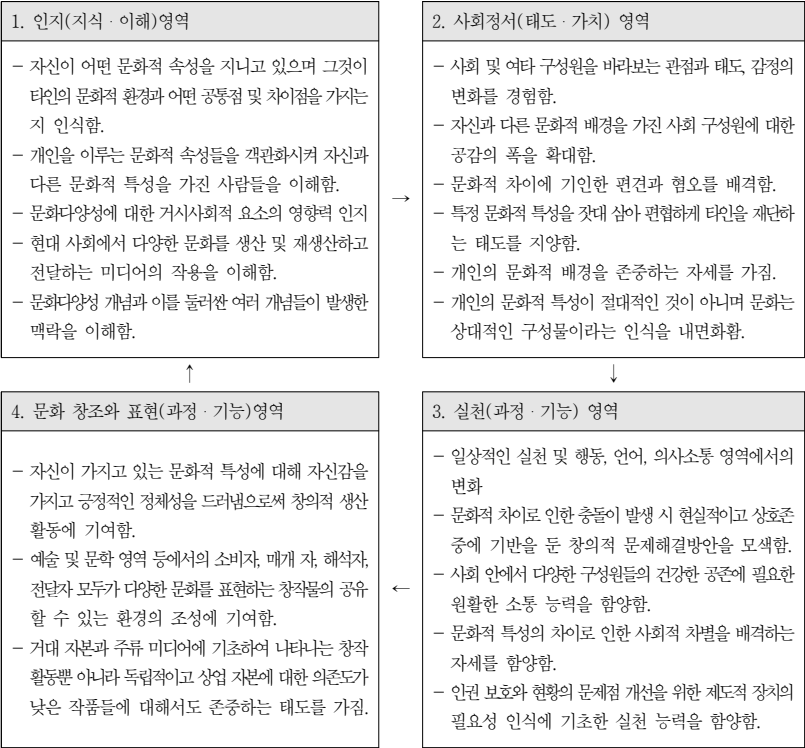 1. 인지(지식 · 이해)영역
- 자신이 어떤 문화적 속성을 지니고 있으며 그것이
타인의 문화적 환경과 어떤 공통점 및 차이점을 가지는
지 인식함.
- 개인을 이루는 문화적 속성들을 객관화시켜 자신과
다른 문화적 특성을 가진 사람들을 이해함.
- 문화다양성에 대한 거시사회적 요소의 영향력 인지
- 현대 사회에서 다양한 문화를 생산 및 재생산하고
전달하는 미디어의 작용을 이해함.
- 문화다양성 개념과 이를 둘러싼 여러 개념들이 발생한
맥락을 이해함.
→
2. 사회정서(태도 · 가치) 영역
- 사회 및 여타 구성원을 바라보는 관점과 태도, 감정의
변화를 경험함.
- 자신과 다른 문화적 배경을 가진 사회 구성원에 대한
공감의 폭을 확대함.
- 문화적 차이에 기인한 편견과 혐오를 배격함.
- 특정 문화적 특성을 잣대 삼아 편협하게 타인을 재단하
는 태도를 지양함.
- 개인의 문화적 배경을 존중하는 자세를 가짐.
- 개인의 문화적 특성이 절대적인 것이 아니며 문화는
상대적인 구성물이라는 인식을 내면화홤.
↑
↓
4. 문화 창조와 표현(과정 · 기능)영역
- 자신이 가지고 있는 문화적 특성에 대해 자신감을
가지고 긍정적인 정체성을 드러냄으로써 창의적 생산
활동에 기여함.
- 예술 및 문학 영역 등에서의 소비자, 매개 자, 해석자,
전달자 모두가 다양한 문화를 표현하는 창작물의 공유
할 수 있는 환경의 조성에 기여함.
- 거대 자본과 주류 미디어에 기초하여 나타나는 창작
활동뿐 아니라 독립적이고 상업 자본에 대한 의존도가
낮은 작품들에 대해서도 존중하는 태도를 가짐.
←
3. 실천(과정 · 기능) 영역
- 일상적인 실천 및 행동, 언어, 의사소통 영역에서의
변화
- 문화적 차이로 인한 충돌이 발생 시 현실적이고 상호존
중에 기반을 둔 창의적 문제해결방안을 모색함.
- 사회 안에서 다양한 구성원들의 건강한 공존에 필요한
원활한 소통 능력을 함양함.
- 문화적 특성의 차이로 인한 사회적 차별을 배격하는
자세를 함양함.
- 인권 보호와 현황의 문제점 개선을 위한 제도적 장치의
필요성 인식에 기초한 실천 능력을 함양함.